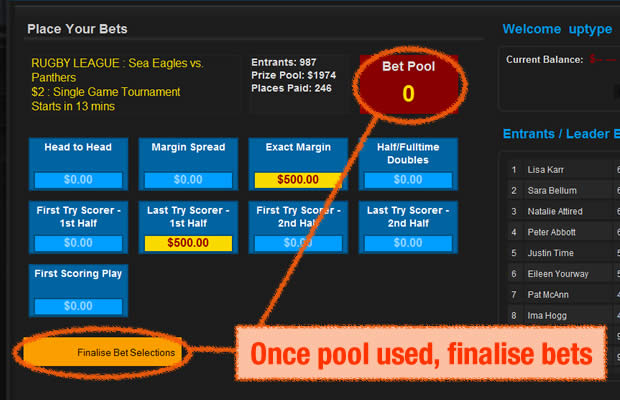 Place Your Bets
Welcome uptype
RUGBY LEAGUE : Sea Eagles vs.
Panthers
$2 : Single Game Tournament
Starts in 13 mins
Entrants: 987
Prize Pool: $1974
Places Paid: 246
Bet Pool
0
Current Balance:
Head to Head
$0.00
Margin Spread
$0.00
Exact Margin
$500.00
Half/Fulltime
Doubles
$0.00
First Try Scorer -
1st Half
$0.00
Last Try Scorer -
1st Half
$500.00
First Try Scorer -
2nd Half
$0.00
Last Try Scorer -
2nd Half
$0.00
First Scoring Play
$0.00
Entrants / Leader
1 Lisa Karr
2 Sara Bellum
3 Natalie Attired
4 Peter Abbott
5 Justin Time
6 Eileen Yourway
7 Pat McAnn
8 Ima Hogg
Finalise Bet Selections
Once pool used, finalise bets